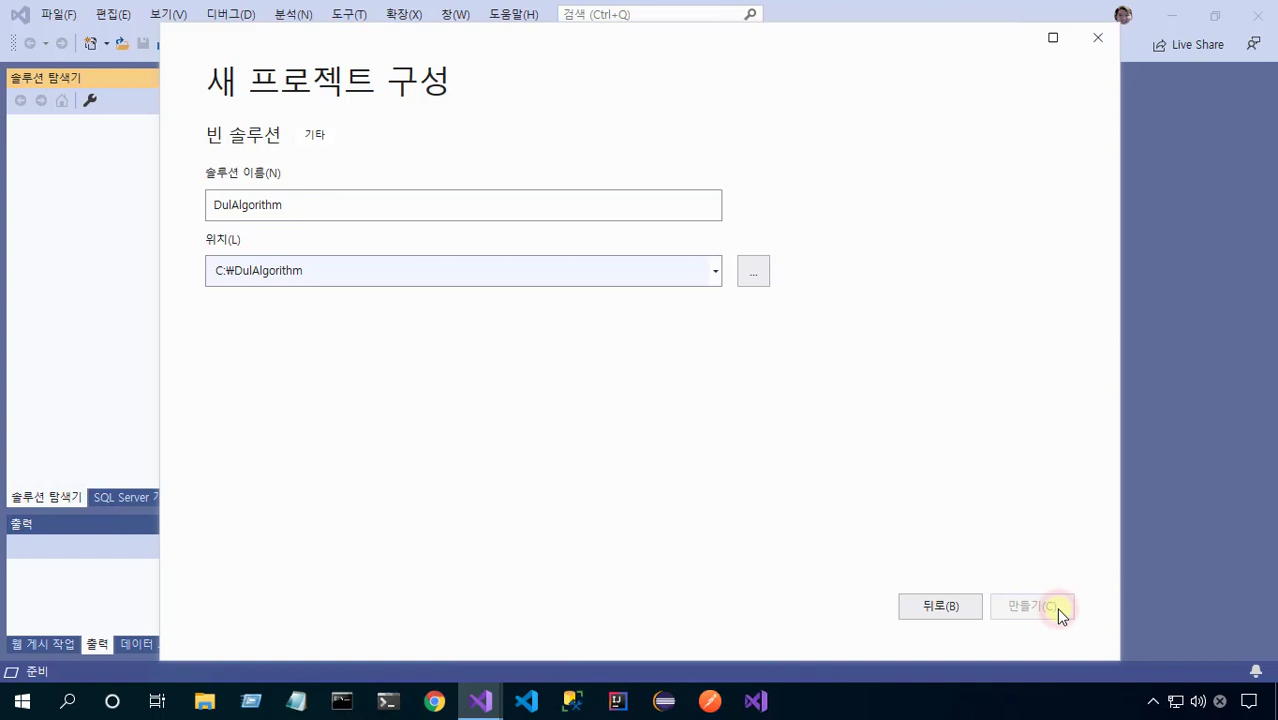 파일(F) 편집(E) 보기(V) 디버그(D) 분석(N) 도구(T) 확장(X) 창(W) 도움말(H) 검색 (Ctrl+Q)
Live Share
솔루션 탐색기
새 프로젝트 구성
빈 솔루션 기타
솔루션 이름(N)
DulAlgorithm
위치(L)
C:₩DulAlgorithm
...
솔루션 탐색기 SQL Server
출력
뒤로(B) 만들기(C)
웹 게시 작업 출력 데이터
준비